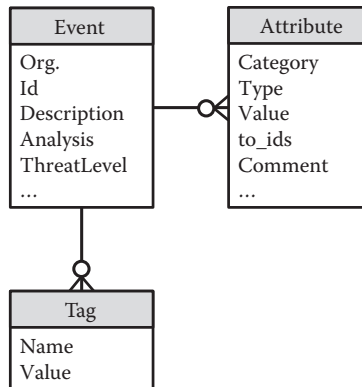 Event
Org.
Id
Description
Analysis
ThreatLevel
...
Attribute
Category
Type
Value
to_ids
Comment
...
Tag
Name
Value